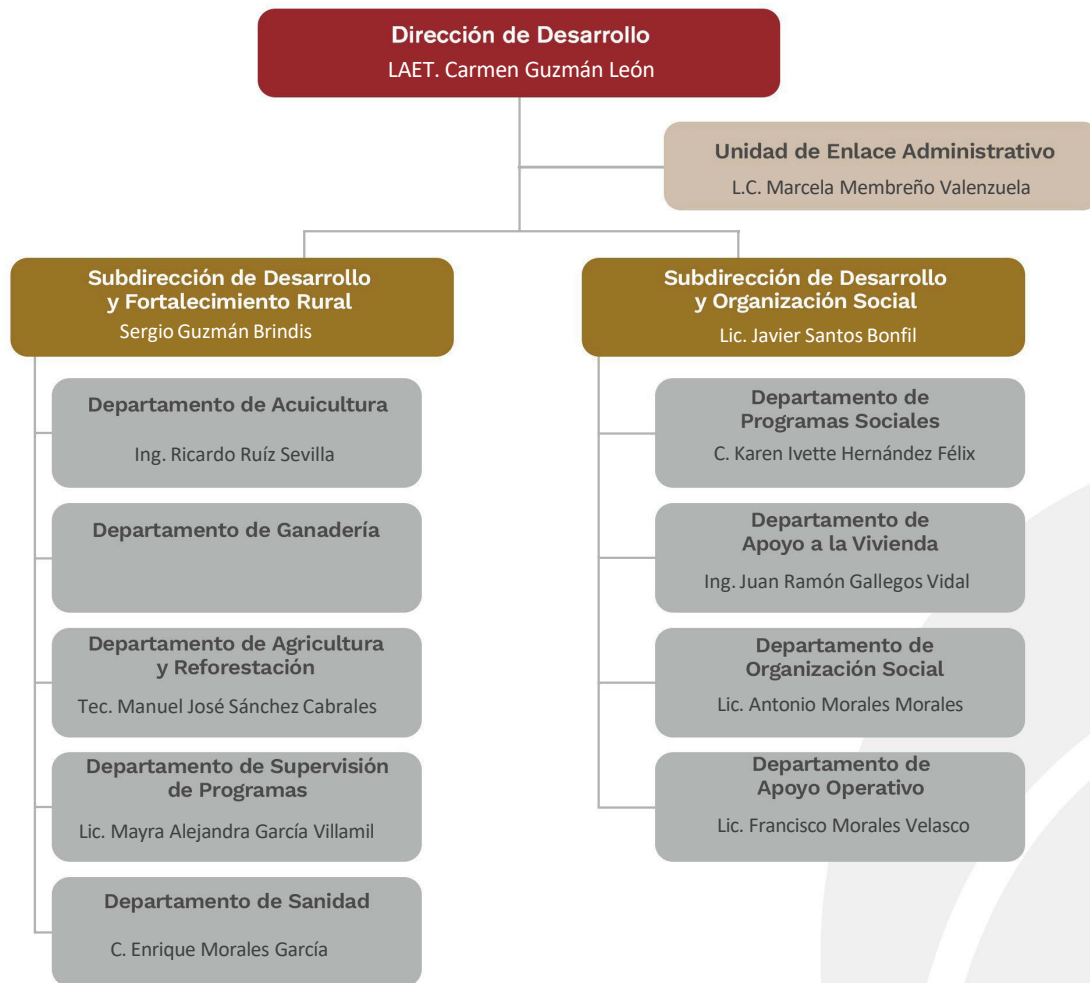 Dirección de Desarrollo
LAET. Carmen Guzmán León
Unidad de Enlace Administrativo
L.C. Marcela Membreño Valenzuela
Subdirección de Desarrollo
y Fortalecimiento Rural
Sergio Guzmán Brindis
Departamento de Acuicultura
Ing. Ricardo Ruíz Sevilla
Departamento de Ganadería
Departamento de Agricultura
y Reforestación
Tec. Manuel José Sánchez Cabrales
Departamento de Supervisión
de Programas
Lic. Mayra Alejandra García Villamil
Departamento de Sanidad
C. Enrique Morales García
Subdirección de Desarrollo
y Organización Social
Lic. Javier Santos Bonfil
Departamento de
Programas Sociales
C. Karen Ivette Hernández Félix
Departamento de
Apoyo a la Vivienda
Ing. Juan Ramón Gallegos Vidal
Departamento de
Organización Social
Lic. Antonio Morales Morales
Departamento de
Apoyo Operativo
Lic. Francisco Morales Velasco